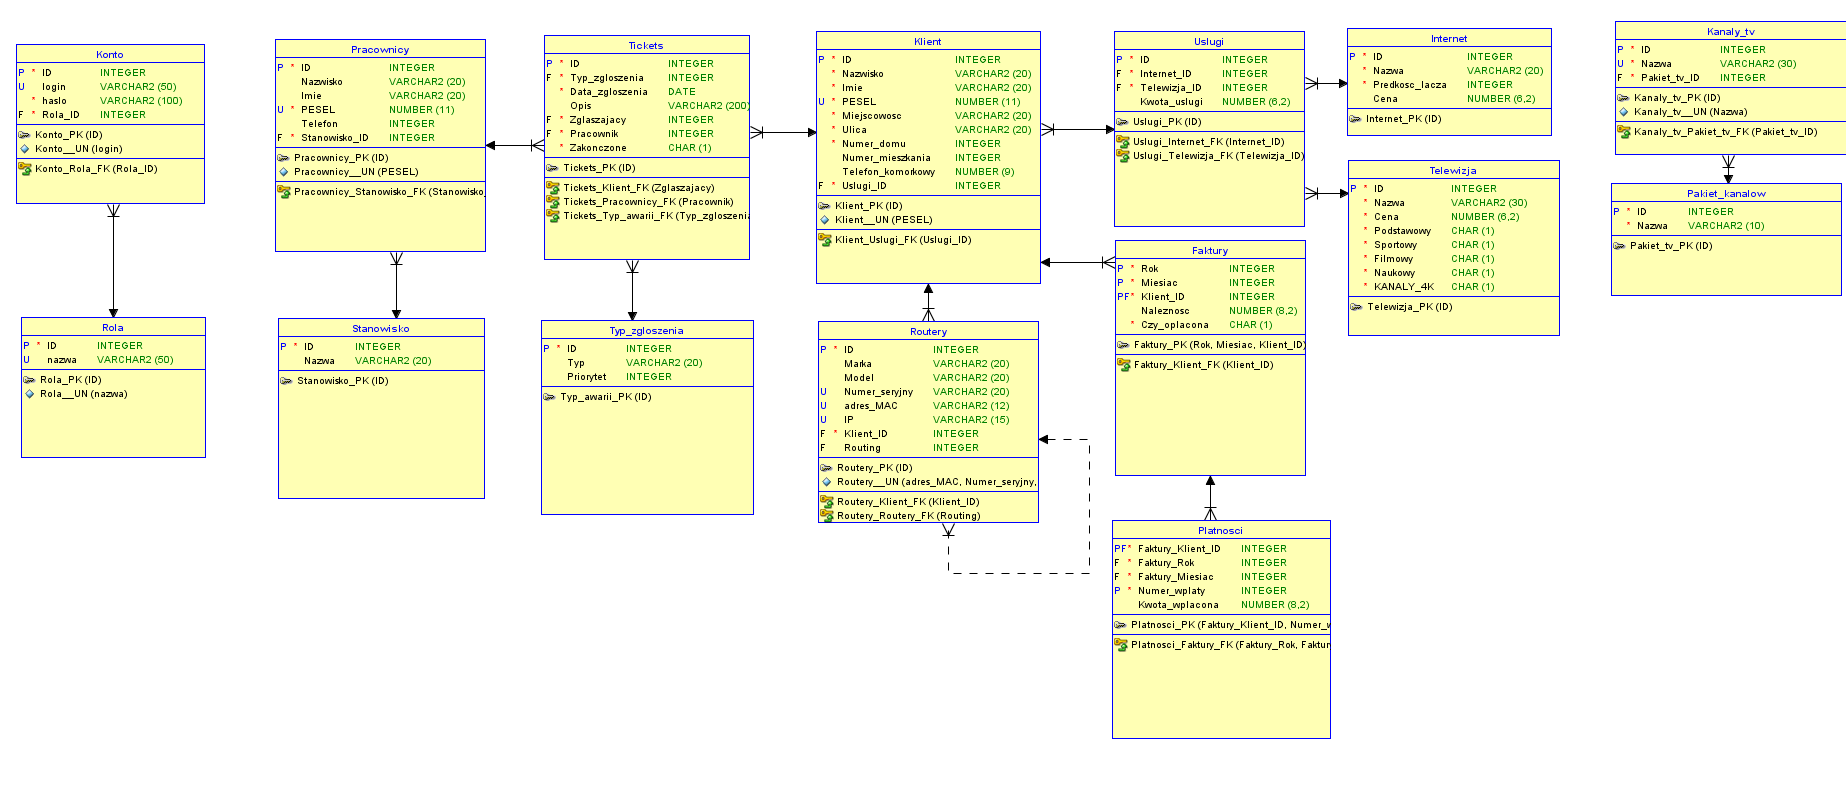 Konto
P * ID INTEGER
U login VARCHAR2 (50)
* haslo VARCHAR2 (100)
F * Rola_ID INTEGER
Konto_PK (ID)
Konto__UN (login)
Konto_Rola_FK (Rola_ID)
Rola
P * ID INTEGER
U nazwa VARCHAR2 (50)
Rola_PK (ID)
Rola__UN (nazwa)
Pracownicy
P * ID INTEGER
Nazwisko VARCHAR2 (20)
Imie VARCHAR2 (20)
U * PESEL NUMBER (11)
Telefon INTEGER
F * Stanowisko_ID INTEGER
Pracownicy_PK (ID)
Pracownicy__UN (PESEL)
Pracownicy_Stanowisko_FK (Stanowisko_
Stanowisko
P * ID INTEGER
Nazwa VARCHAR2 (20)
Stanowisko_PK (ID)
Tickets
P * ID INTEGER
F * Typ_zgloszenia INTEGER
* Data_zgloszenia DATE
Opis VARCHAR2 (200)
F * Zglaszajacy INTEGER
F * Pracownik INTEGER
* Zakonczone CHAR (1)
Tickets_PK (ID)
Tickets_Klient_FK (Zglaszajacy)
Tickets_Pracownicy_FK (Pracownik)
Tickets_Typ_awarii_FK (Typ_zgloszenia
Typ_zgloszenia
P * ID INTEGER
Typ VARCHAR2 (20)
Priorytet INTEGER
Typ_awarii_PK (ID)
Klient
P * ID INTEGER
* Nazwisko VARCHAR2 (20)
* Imie VARCHAR2 (20)
U * PESEL NUMBER (11)
* Miejscowosc VARCHAR2 (20)
* Ulica VARCHAR2 (20)
* Numer_domu INTEGER
Numer_mieszkania INTEGER
Telefon_komorkowy NUMBER (9)
F * Uslugi_ID INTEGER
Klient_PK (ID)
Klient__UN (PESEL)
Klient_Uslugi_FK (Uslugi_ID)
Routery
P * ID INTEGER
Marka VARCHAR2 (20)
Model VARCHAR2 (20)
U Numer_seryjny VARCHAR2 (20)
U adres_MAC VARCHAR2 (12)
U IP VARCHAR2 (15)
F * Klient_ID INTEGER
F Routing INTEGER
Routery_PK (ID)
Routery__UN (adres_MAC, Numer_seryjny,
Routery_Klient_FK (Klient_ID)
Routery_Routery_FK (Routing)
Uslugi
P * ID INTEGER
F * Internet_ID INTEGER
F * Telewizja_ID INTEGER
Kwota_uslugi NUMBER (6,2)
Uslugi_PK (ID)
Uslugi_Internet_FK (Internet_ID)
Uslugi_Telewizja_FK (Telewizja_ID)
Faktury
P * Rok INTEGER
P * Miesiac INTEGER
PF* Klient_ID INTEGER
Naleznosc NUMBER (8,2)
* Czy_oplacona CHAR (1)
Faktury_PK (Rok, Miesiac, Klient_ID)
Faktury_Klient_FK (Klient_ID)
Platnosci
PF* Faktury_Klient_ID INTEGER
F * Faktury_Rok INTEGER
F * Faktury_Miesiac INTEGER
P * Numer_wplaty INTEGER
Kwota_wplacona NUMBER (8,2)
Platnosci_PK (Faktury_Klient_ID, Numer_w
Platnosci_Faktury_FK (Faktury_Rok, Faktur
Internet
P * ID INTEGER
* Nazwa VARCHAR2 (20)
* Predkosc_lacza INTEGER
Cena NUMBER (6,2)
Internet_PK (ID)
Telewizja
P * ID INTEGER
* Nazwa VARCHAR2 (30)
* Cena NUMBER (6,2)
* Podstawowy CHAR (1)
* Sportowy CHAR (1)
* Filmowy CHAR (1)
* Naukowy CHAR (1)
* KANALY_4K CHAR (1)
Telewizja_PK (ID)
Kanaly_tv
P * ID INTEGER
U * Nazwa VARCHAR2 (30)
F * Pakiet_tv_ID INTEGER
Kanaly_tv_PK (ID)
Kanaly_tv__UN (Nazwa)
Kanaly_tv_Pakiet_tv_FK (Pakiet_tv_ID)
Pakiet_kanalow
P * ID INTEGER
* Nazwa VARCHAR2 (10)
Pakiet_tv_PK (ID)